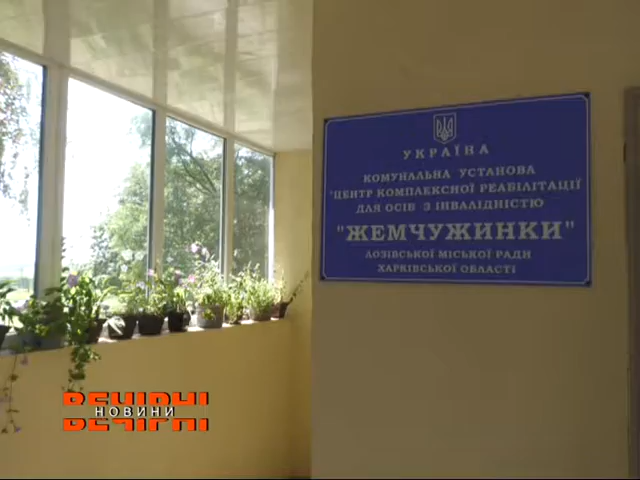 УКРАЇНА
КОМУНАЛЬНА УСТАНОВА
"ЦЕНТР КОМПЛЕКСНОЇ РЕАБІЛІТАЦІЇ
ДЛЯ ОСІБ З ІНВАЛІДНІСТЮ
"ЖЕМЧУЖИНКИ"
ЛОЗІВСЬКОЇ МІСЬКОЇ РАДИ
ХАРКІВСЬКОЇ ОБЛАСТІ
ВЕЧІРНІ
НОВИНИ